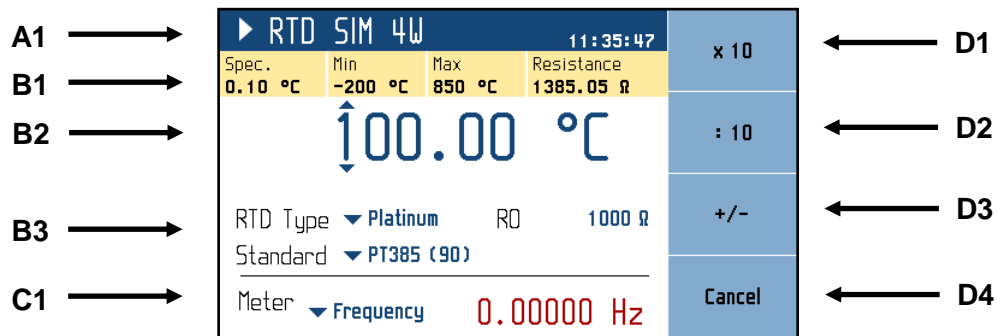 A1
RTD SIM 4W 11:35:47
x 10
D1
B1
Spec. Min Max Resistance
0.10 °C -200 °C 850 °C 1385.05 Ω
B2
100.00 °C
: 10
D2
B3
RTD Type Platinum R0 1000 Ω
Standard PT385 (90)
+/-
D3
C1
Meter Frequency 0.00000 Hz
Cancel
D4